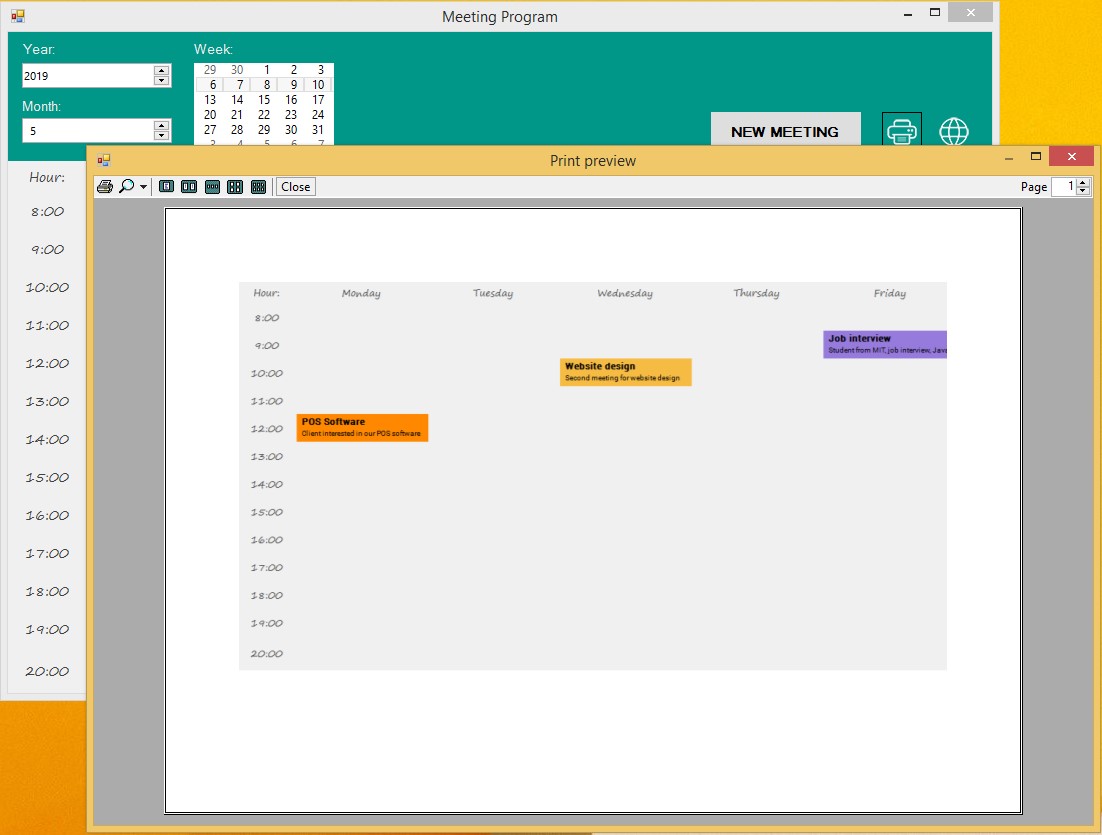 Meeting Program
Year:
2019
Month:
5
Week:
29 30 1 2 3
6 7 8 9 10
13 14 15 16 17
20 21 22 23 24
27 28 29 30 31
3 4 5 6 7
NEW MEETING
Hour:
8:00
9:00
10:00
11:00
12:00
13:00
14:00
15:00
16:00
17:00
18:00
19:00
20:00
Print preview
Close
Page 1
Hour: Monday Tuesday Wednesday Thursday Friday
8:00
9:00
Job interview
Student from MIT, job interview, Java
10:00
Website design
Second meeting for website design
11:00
12:00
POS Software
Client interested in our POS software
13:00
14:00
15:00
16:00
17:00
18:00
19:00
20:00